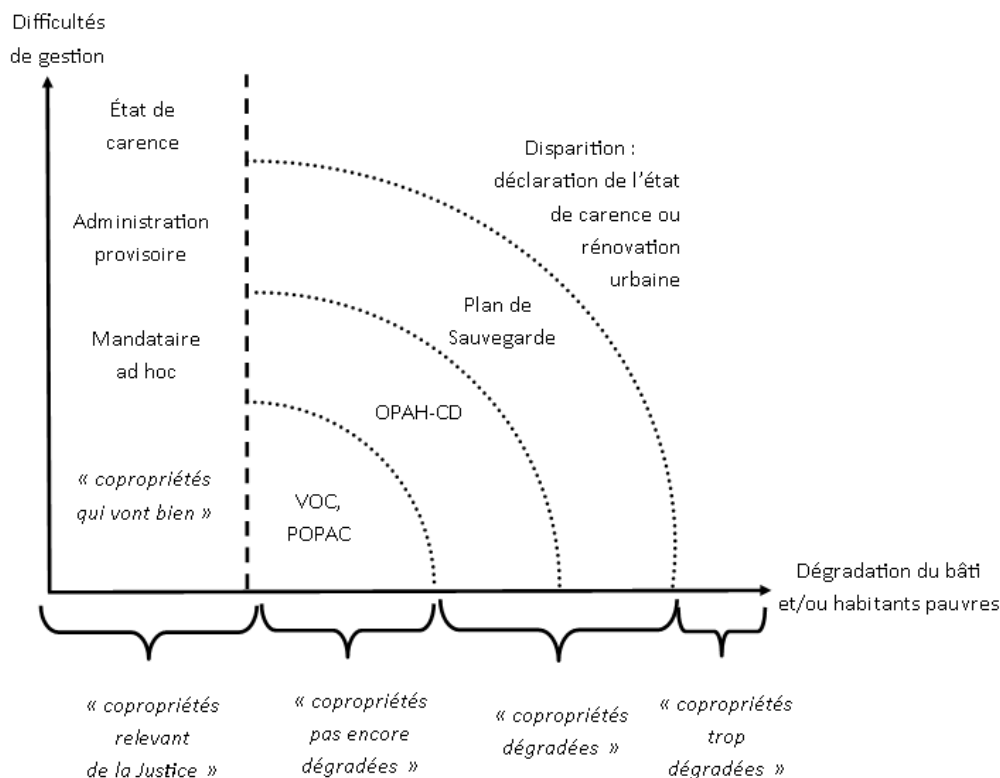 Difficultés
de gestion
État de
carence
Disparition :
déclaration de l'état
de carence ou
rénovation
urbaine
Administration
provisoire
Plan de
Sauvegarde
Mandataire
ad hoc
OPAH-CD
« copropriétés
qui vont bien »
VOC,
POPAC
Dégradation du bâti
et/ou habitants pauvres
« copropriétés
relevant
de la Justice »
« copropriétés
pas encore
dégradées »
« copropriétés
dégradées »
« copropriétés
trop
dégradées »